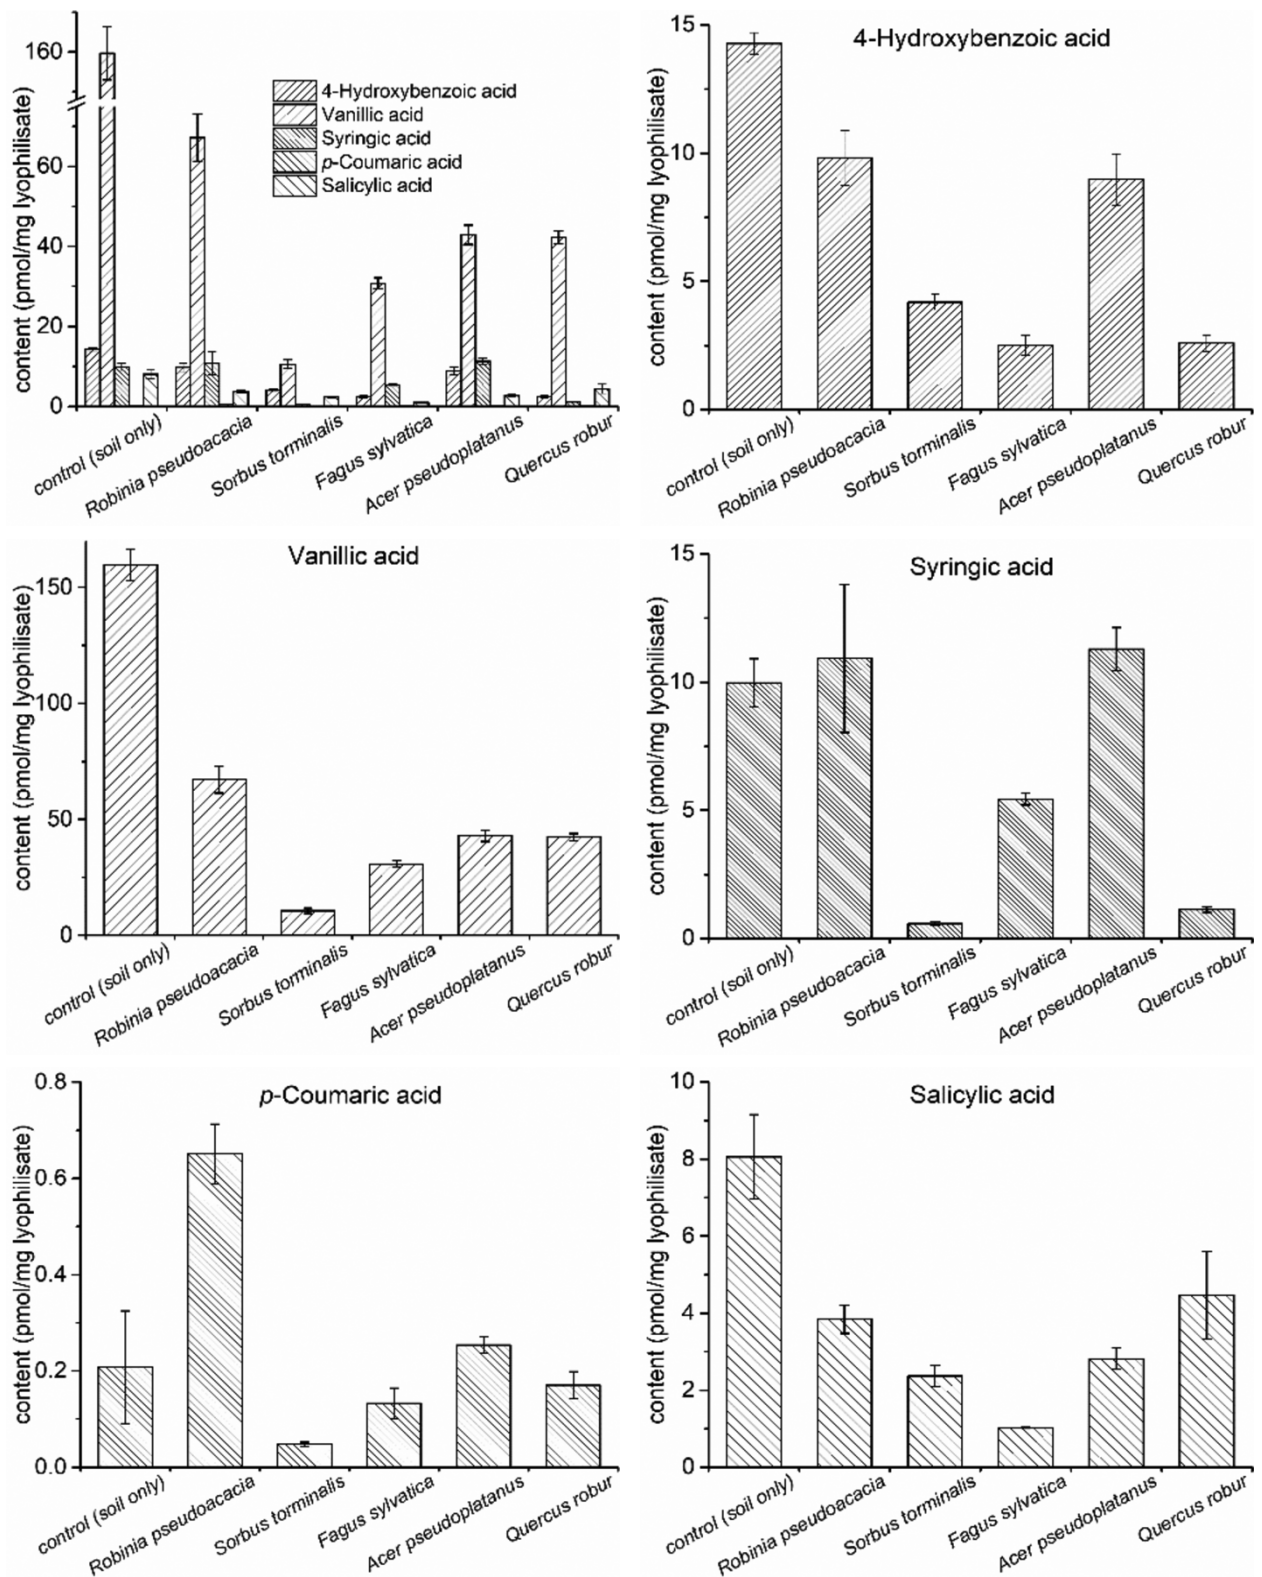 content (pmol/mg lyophilisate)
160
60
40
20
0
4-Hydroxybenzoic acid
Vanillic acid
Syringic acid
p-Coumaric acid
Salicylic acid
control (soil only)
Robinia pseudoacacia
Sorbus torminalis
Fagus sylvatica
Acer pseudoplatanus
Quercus robur
4-Hydroxybenzoic acid
content (pmol/mg lyophilisate)
15
10
5
0
control (soil only)
Robinia pseudoacacia
Sorbus torminalis
Fagus sylvatica
Acer pseudoplatanus
Quercus robur
Vanillic acid
content (pmol/mg lyophilisate)
150
100
50
0
control (soil only)
Robinia pseudoacacia
Sorbus torminalis
Fagus sylvatica
Acer pseudoplatanus
Quercus robur
Syringic acid
content (pmol/mg lyophilisate)
15
10
5
0
control (soil only)
Robinia pseudoacacia
Sorbus torminalis
Fagus sylvatica
Acer pseudoplatanus
Quercus robur
p-Coumaric acid
content (pmol/mg lyophilisate)
0.8
0.6
0.4
0.2
0.0
control (soil only)
Robinia pseudoacacia
Sorbus torminalis
Fagus sylvatica
Acer pseudoplatanus
Quercus robur
Salicylic acid
content (pmol/mg lyophilisate)
10
8
6
4
2
0
control (soil only)
Robinia pseudoacacia
Sorbus torminalis
Fagus sylvatica
Acer pseudoplatanus
Quercus robur